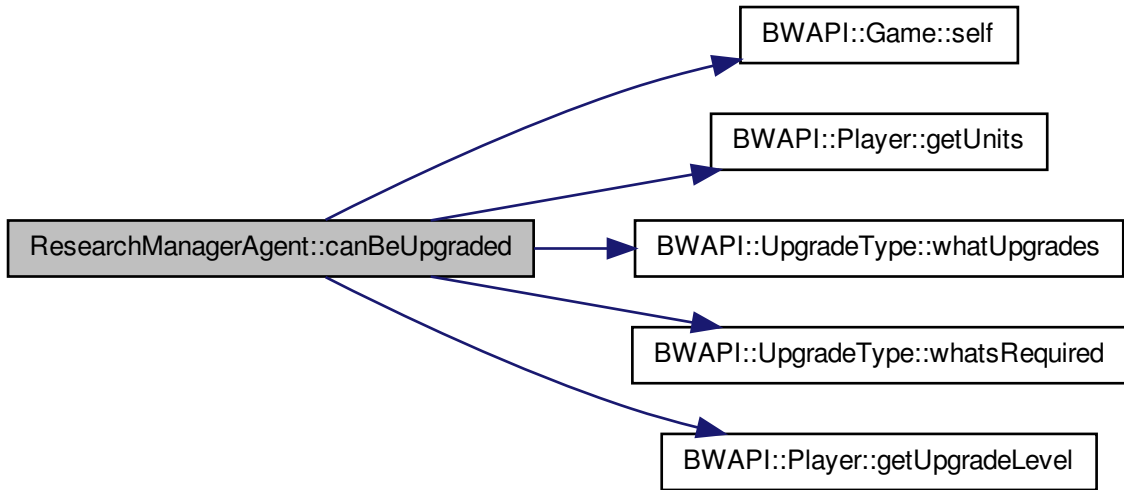 BWAPI::Game::self
BWAPI::Player::getUnits
ResearchManagerAgent::canBeUpgraded
BWAPI::UpgradeType::whatUpgrades
BWAPI::UpgradeType::whatsRequired
BWAPI::Player::getUpgradeLevel